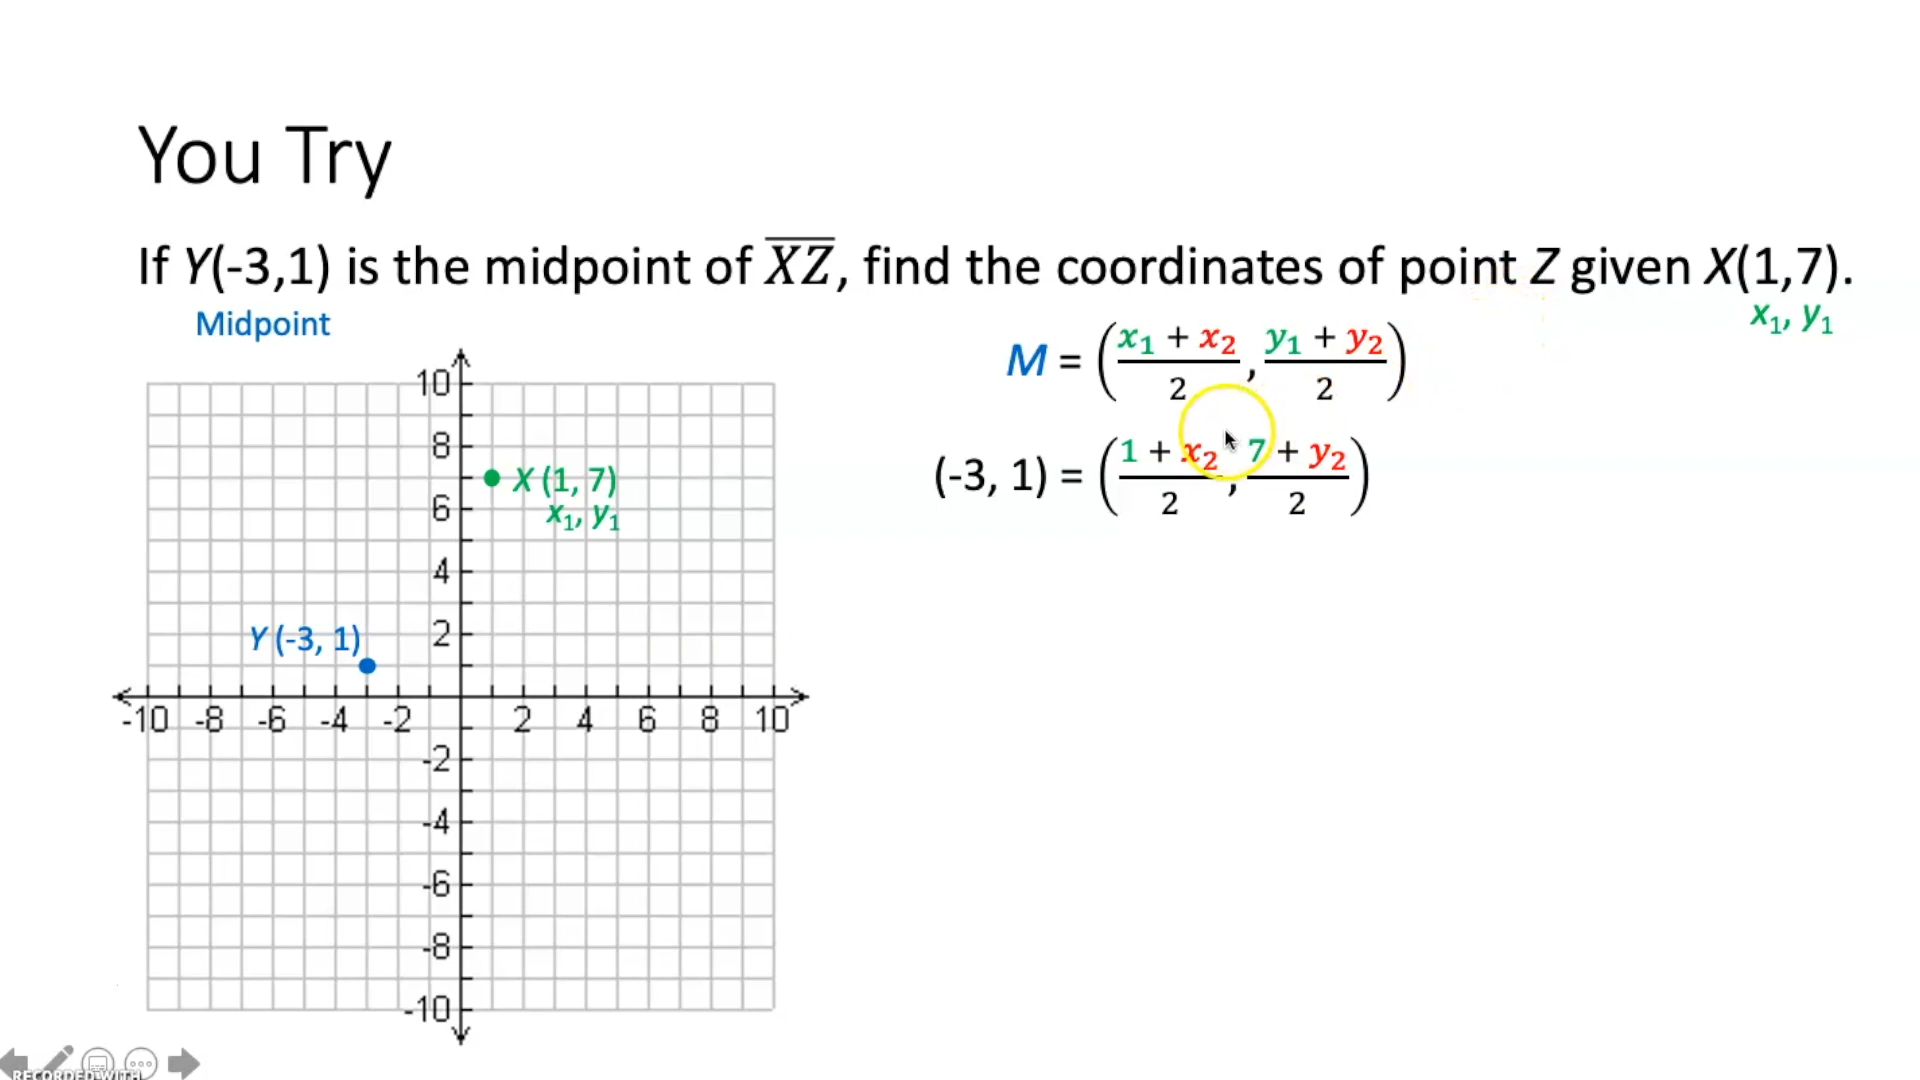 You Try
If Y(-3,1) is the midpoint of XZ, find the coordinates of point Z given X(1,7).
Midpoint
x₁, y₁
M = (x₁ + x₂ / 2, y₁ + y₂ / 2)
(-3, 1) = (1 + x₂ / 2, 7 + y₂ / 2)
10
8
X (1, 7)
x₁, y₁
6
4
Y (-3, 1)
2
-10 -8 -6 -4 -2 2 4 6 8 10
-2
-4
-6
-8
-10
RECORDED WITH